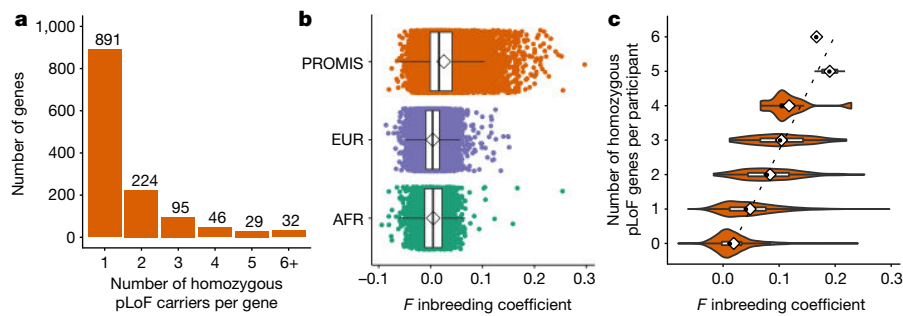 a
1,000
800
600
400
200
0
891
224
95
46
29
32
1
2
3
4
5
6+
Number of genes
Number of homozygous
pLoF carriers per gene
b
PROMIS
EUR
AFR
–0.1
0.0
0.1
0.2
0.3
F inbreeding coefficient
c
6
5
4
3
2
1
0
Number of homozygous
pLoF genes per participant
0.0
0.1
0.2
0.3
F inbreeding coefficient